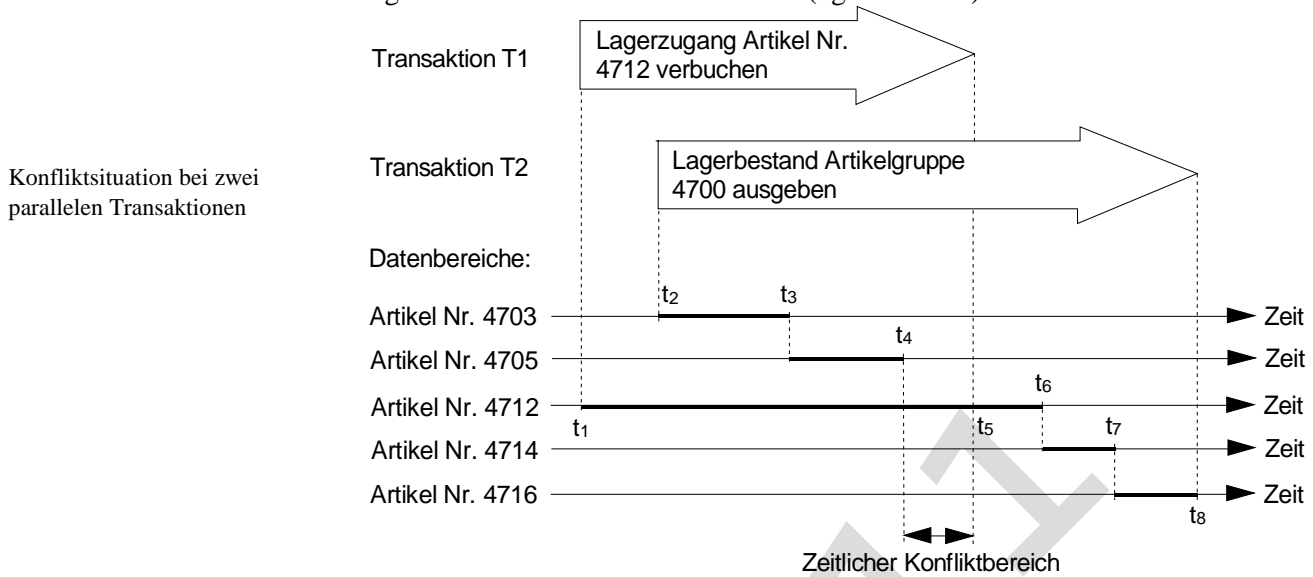 Transaktion T1
Lagerzugang Artikel Nr.
4712 verbuchen
Transaktion T2
Lagerbestand Artikelgruppe
4700 ausgeben
Konfliktsituation bei zwei
parallelen Transaktionen
Datenbereiche:
t2 t3
Artikel Nr. 4703 Zeit
t4
Artikel Nr. 4705 Zeit
t6
Artikel Nr. 4712 Zeit
t1 t5 t7
Artikel Nr. 4714 Zeit
Artikel Nr. 4716 Zeit
t8
Zeitlicher Konfliktbereich